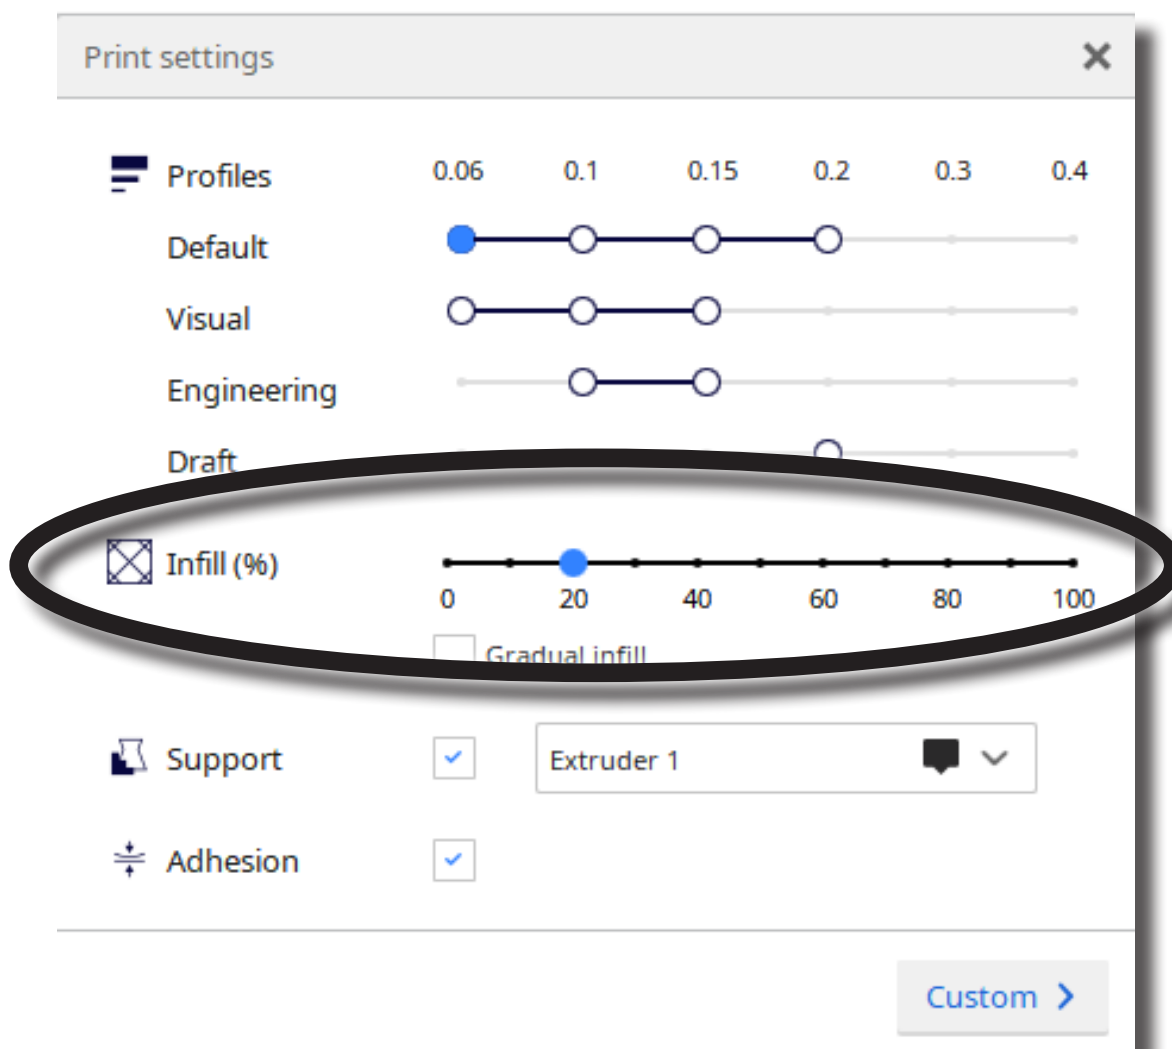 Print settings
Profiles 0.06 0.1 0.15 0.2 0.3 0.4
Default
Visual
Engineering
Draft
Infill (%)
0 20 40 60 80 100
Gradual infill
Support Extruder 1
Adhesion
Custom